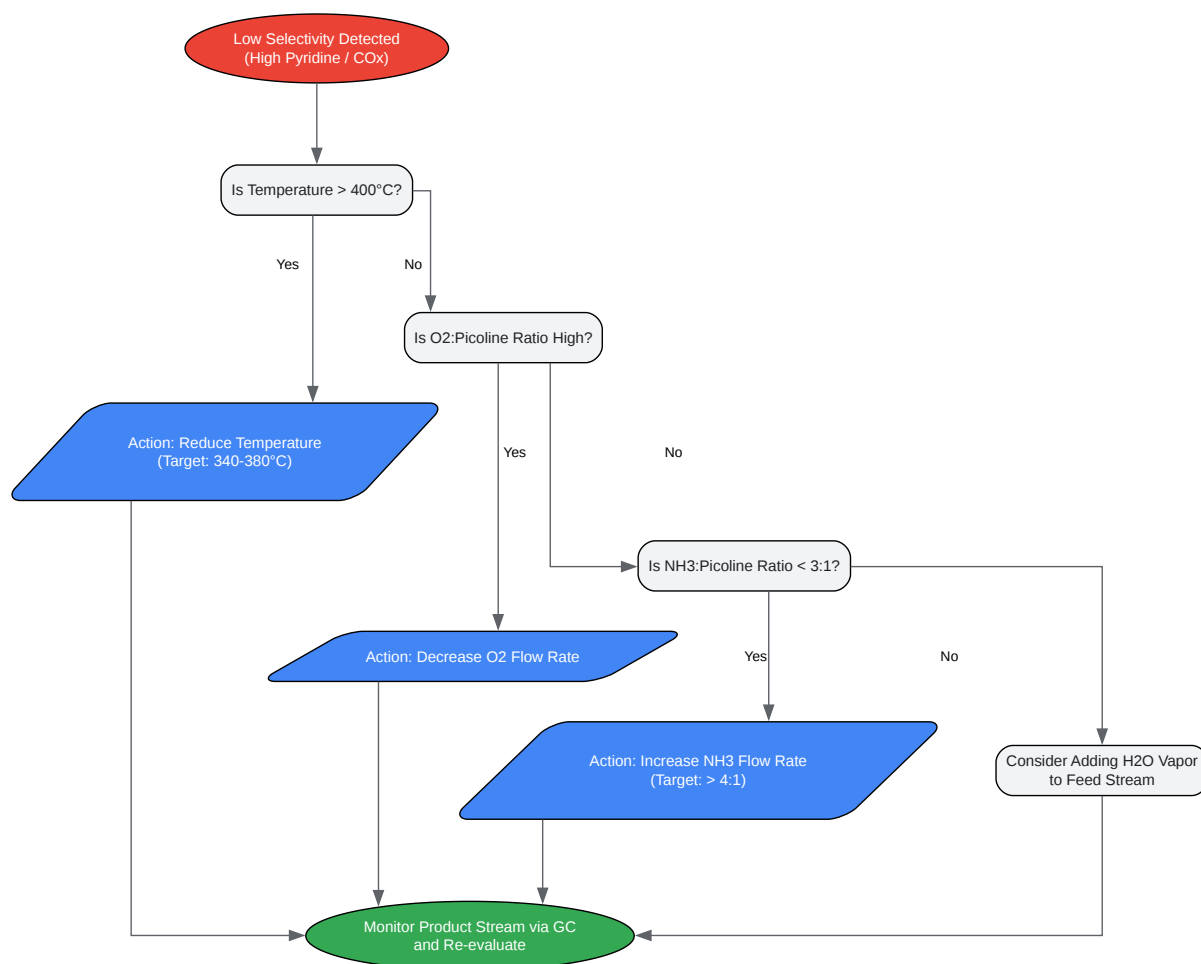 Low Selectivity Detected
(High Pyridine / COx)
Is Temperature > 400°C?
Yes
No
Is O2:Picoline Ratio High?
Action: Reduce Temperature
(Target: 340-380°C)
Yes
No
Is NH3:Picoline Ratio < 3:1?
Action: Decrease O2 Flow Rate
Yes
No
Action: Increase NH3 Flow Rate
(Target: > 4:1)
Consider Adding H2O Vapor
to Feed Stream
Monitor Product Stream via GC
and Re-evaluate